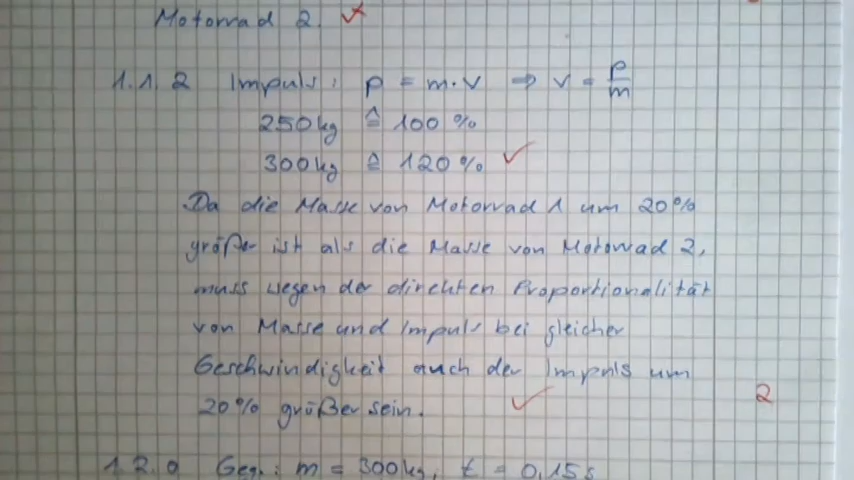 Motorrad 2.
1.1.2 Impuls: p = m·v ⇒ v = p/m
250kg ≙ 100%
300kg ≙ 120%
Da die Masse von Motorrad 1 um 20%
größer ist als die Masse von Motorrad 2,
muss wegen der direkten Proportionalität
von Masse und Impuls bei gleicher
Geschwindigkeit auch der Impuls um
20% größer sein.
2
1.2.0 Geg.: m = 300kg, t = 0,15s